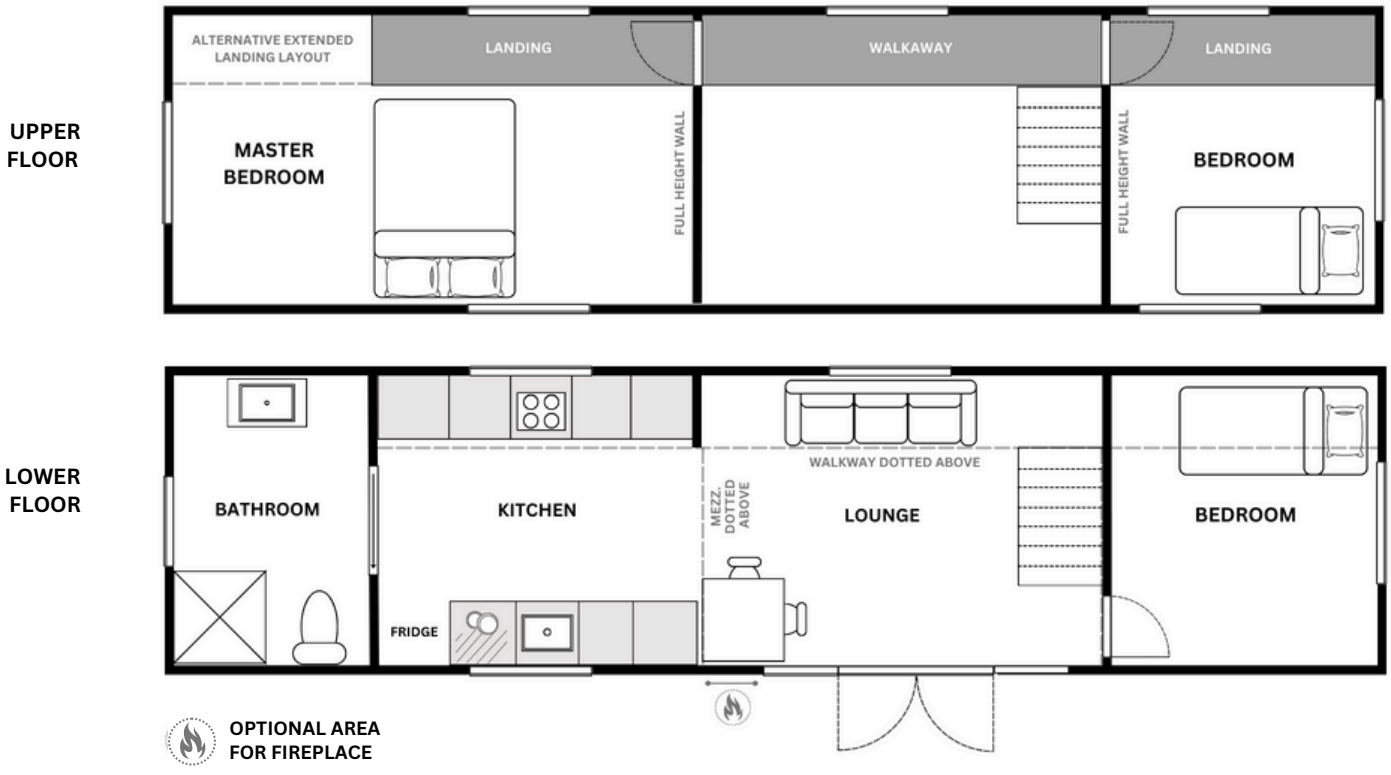 UPPER
FLOOR
ALTERNATIVE EXTENDED
LANDING LAYOUT
LANDING
WALKAWAY
LANDING
MASTER
BEDROOM
FULL HEIGHT WALL
FULL HEIGHT WALL
BEDROOM
LOWER
FLOOR
BATHROOM
KITCHEN
FRIDGE
WALKWAY DOTTED ABOVE
MEZZ.
DOTTED
ABOVE
LOUNGE
BEDROOM
OPTIONAL AREA
FOR FIREPLACE